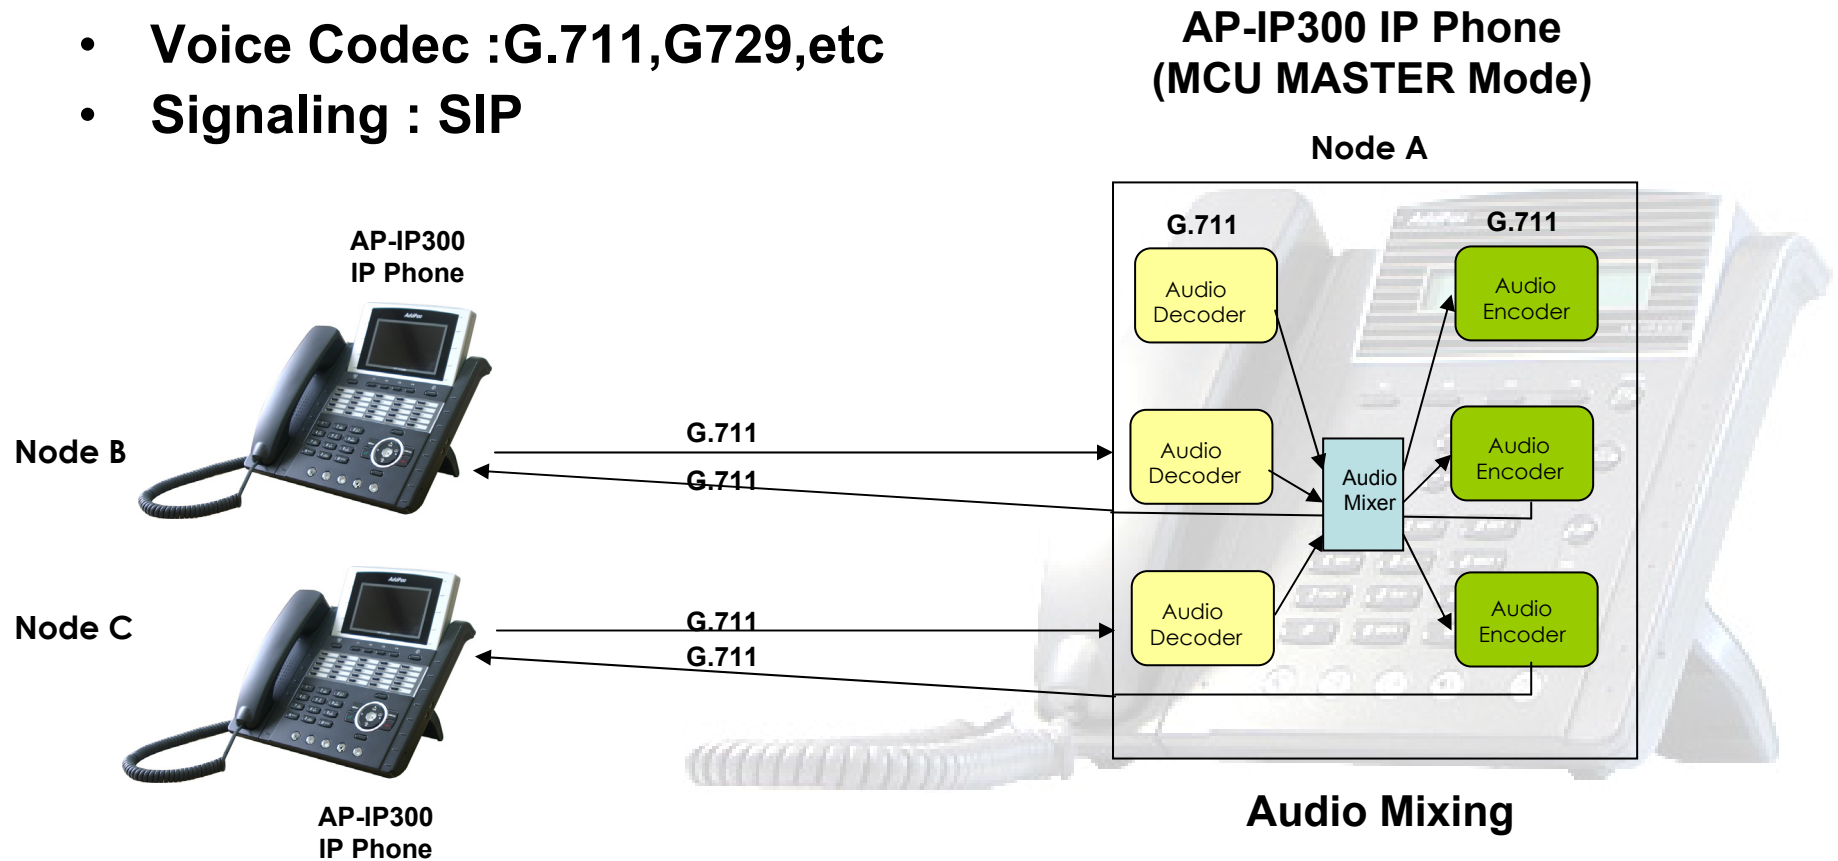 • Voice Codec :G.711,G729,etc
• Signaling : SIP
AP-IP300 IP Phone
(MCU MASTER Mode)
Node A
G.711
G.711
Audio
Decoder
Audio
Encoder
AP-IP300
IP Phone
AddPac
Node B
G.711
G.711
Audio
Decoder
Audio
Mixer
Audio
Encoder
AddPac
Node C
G.711
G.711
Audio
Decoder
Audio
Encoder
AP-IP300
IP Phone
Audio Mixing